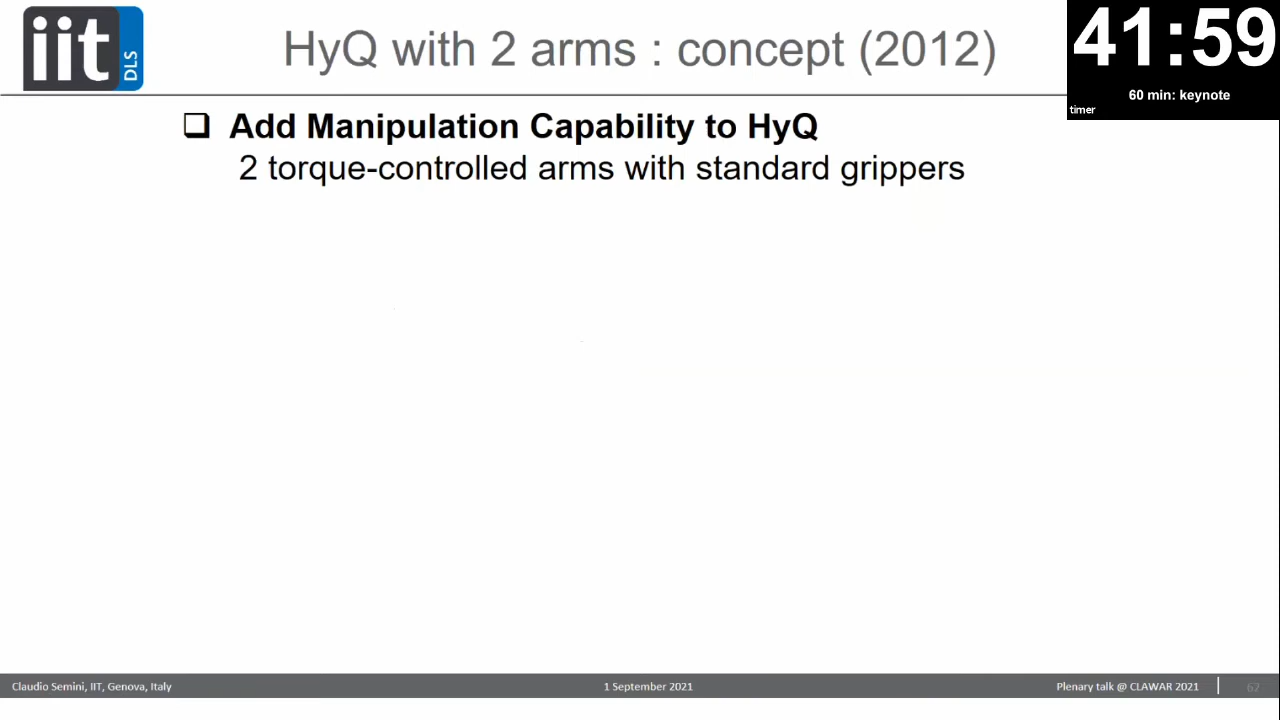 iit
DLS
HyQ with 2 arms : concept (2012)
41:59
60 min: keynote
timer
Add Manipulation Capability to HyQ
2 torque-controlled arms with standard grippers
Claudio Semini, IIT, Genova, Italy
1 September 2021
Plenary talk @ CLAWAR 2021
67